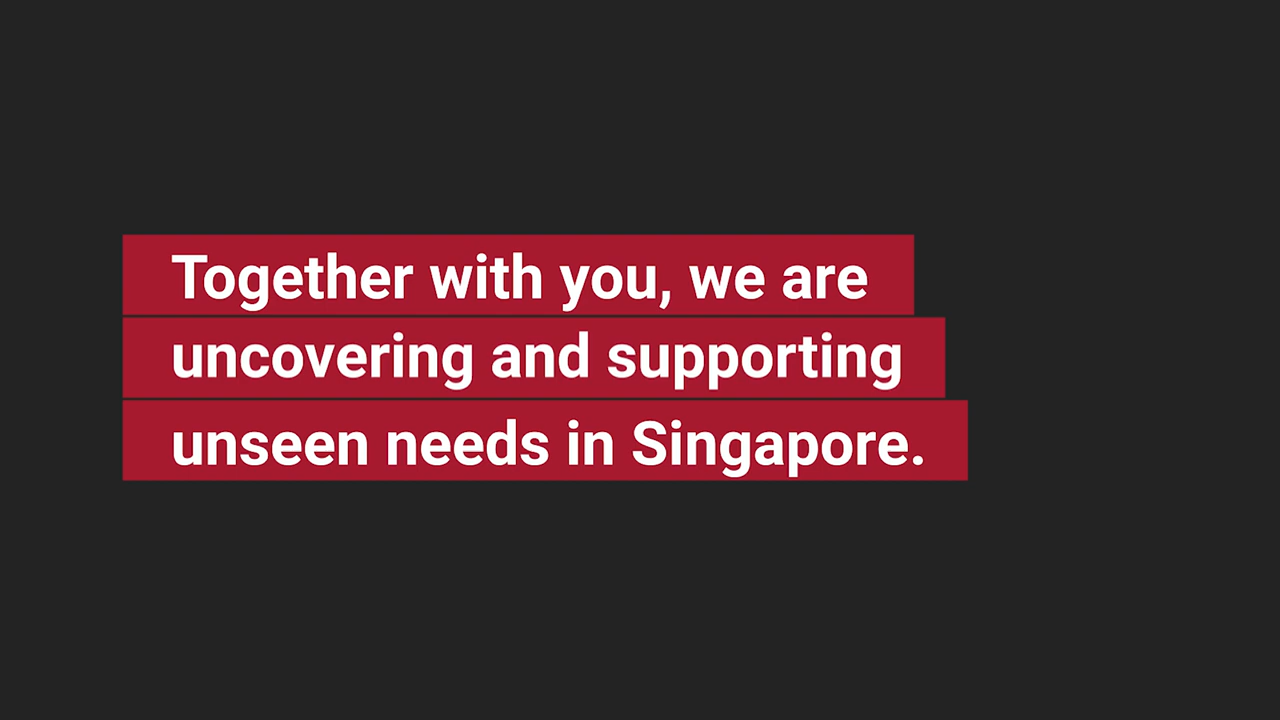 Together with you, we are
uncovering and supporting
unseen needs in Singapore.